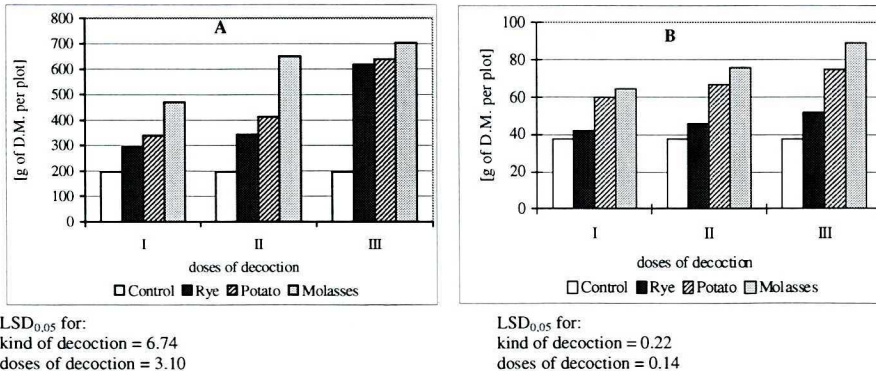 A
[g of D.M. per plot]
800
700
600
500
400
300
200
100
0
I II III
doses of decoction
Control Rye Potato Molasses
LSD0,05 for:
kind of decoction = 6.74
doses of decoction = 3.10
B
[g of D.M. per plot]
100
80
60
40
20
0
I II III
doses of decoction
Control Rye Potato Molasses
LSD0,05 for:
kind of decoction = 0.22
doses of decoction = 0.14